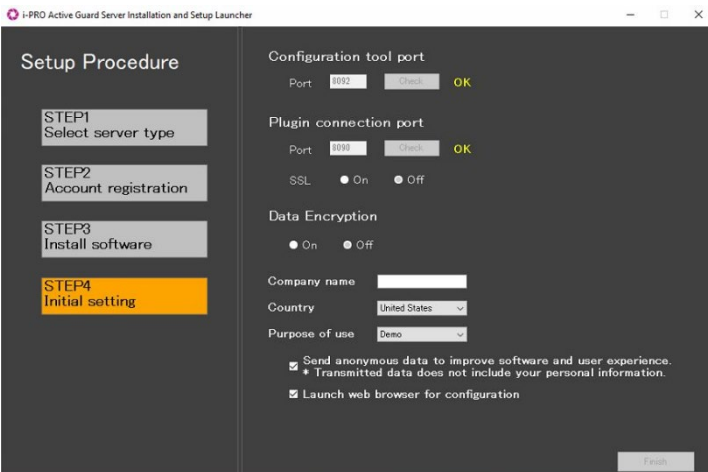 i-PRO Active Guard Server Installation and Setup Launcher
Setup Procedure
STEP1
Select server type
STEP2
Account registration
STEP3
Install software
STEP4
Initial setting
Configuration tool port
Port 8092 Check OK
Plugin connection port
Port 8090 Check OK
SSL On Off
Data Encryption
On Off
Company name
Country United States
Purpose of use Demo
Send anonymous data to improve software and user experience.
* Transmitted data does not include your personal information.
Launch web browser for configuration
Finish